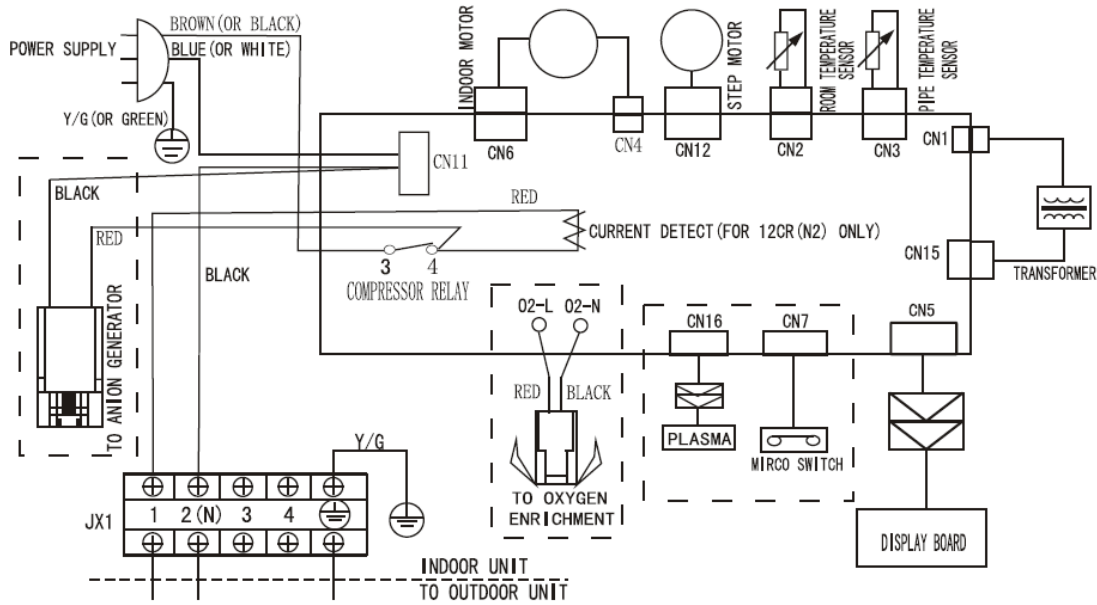 BROWN(OR BLACK)
POWER SUPPLY
BLUE(OR WHITE)
Y/G(OR GREEN)
INDOOR MOTOR
STEP MOTOR
ROOM TEMPERATURE
SENSOR
PIPE TEMPERATURE
SENSOR
CN6
CN4
CN12
CN2
CN3
CN1
CN11
BLACK
RED
RED
CURRENT DETECT(FOR 12CR(N2) ONLY)
CN15
TRANSFORMER
BLACK
3
4
COMPRESSOR RELAY
TO ANION GENERATOR
O2-L
O2-N
CN16
CN7
CN5
RED
BLACK
PLASMA
MIRCO SWITCH
Y/G
TO OXYGEN
ENRICHMENT
JX1
1
2(N)
3
4
DISPLAY BOARD
INDOOR UNIT
TO OUTDOOR UNIT